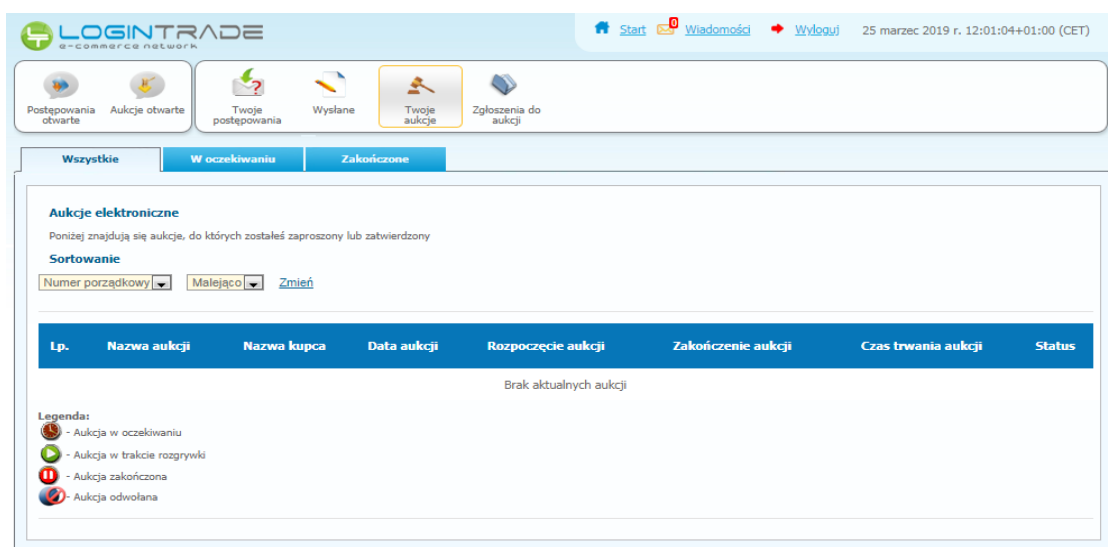 LOGINTRADE
e-commerce network
Start 0 Wiadomości Wyloguj 25 marzec 2019 r. 12:01:04+01:00 (CET)
Postępowania otwarte
Aukcje otwarte
Twoje postępowania
Wysłane
Twoje aukcje
Zgłoszenia do aukcji
Wszystkie W oczekiwaniu Zakończone
Aukcje elektroniczne
Poniżej znajdują się aukcje, do których zostałeś zaproszony lub zatwierdzony
Sortowanie
Numer porządkowy Malejąco Zmień
Lp. Nazwa aukcji Nazwa kupca Data aukcji Rozpoczęcie aukcji Zakończenie aukcji Czas trwania aukcji Status
Brak aktualnych aukcji
Legenda:
- Aukcja w oczekiwaniu
- Aukcja w trakcie rozgrywki
- Aukcja zakończona
- Aukcja odwołana